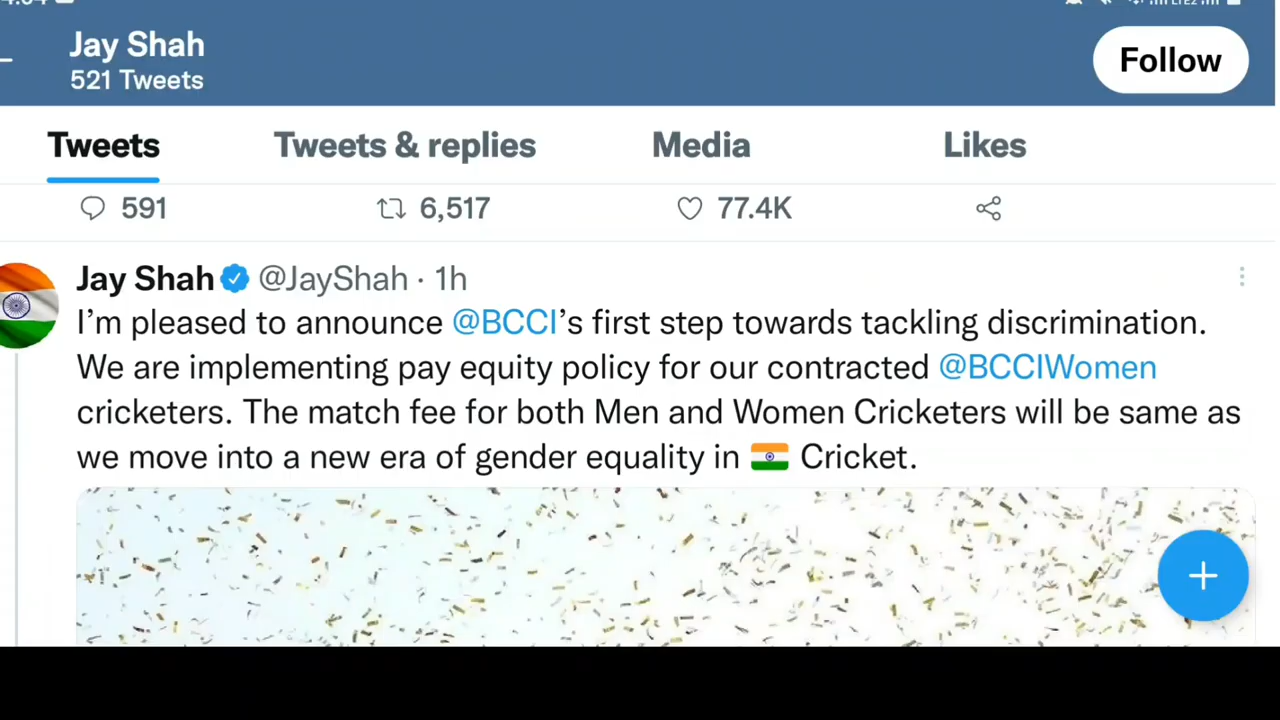 Jay Shah
521 Tweets
Follow
Tweets Tweets & replies Media Likes
591 6,517 77.4K
Jay Shah @JayShah · 1h
I’m pleased to announce @BCCI’s first step towards tackling discrimination.
We are implementing pay equity policy for our contracted @BCCIWomen
cricketers. The match fee for both Men and Women Cricketers will be same as
we move into a new era of gender equality in 🇮🇳 Cricket.